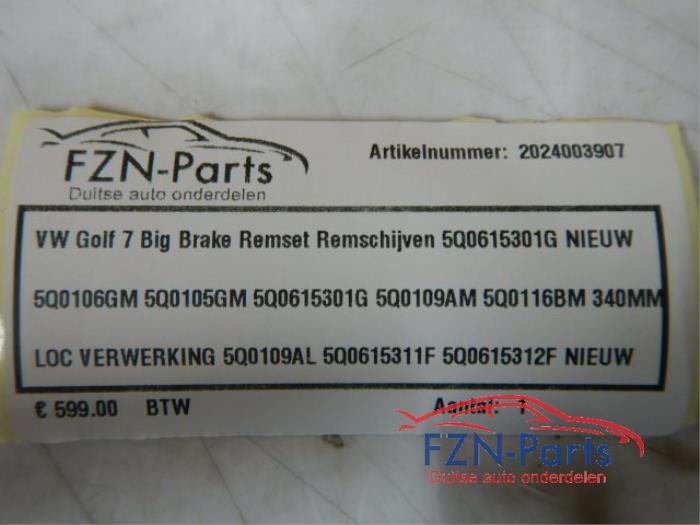 FZN-Parts
Duitse auto onderdelen
Artikelnummer: 2024003907
VW Golf 7 Big Brake Remset Remschijven 5Q0615301G NIEUW
5Q0106GM 5Q0105GM 5Q0615301G 5Q0109AM 5Q0116BM 340MM
LOC VERWERKING 5Q0109AL 5Q0615311F 5Q0615312F NIEUW
€ 599.00 BTW Aantal: 1
FZN-Parts
Duitse auto onderdelen